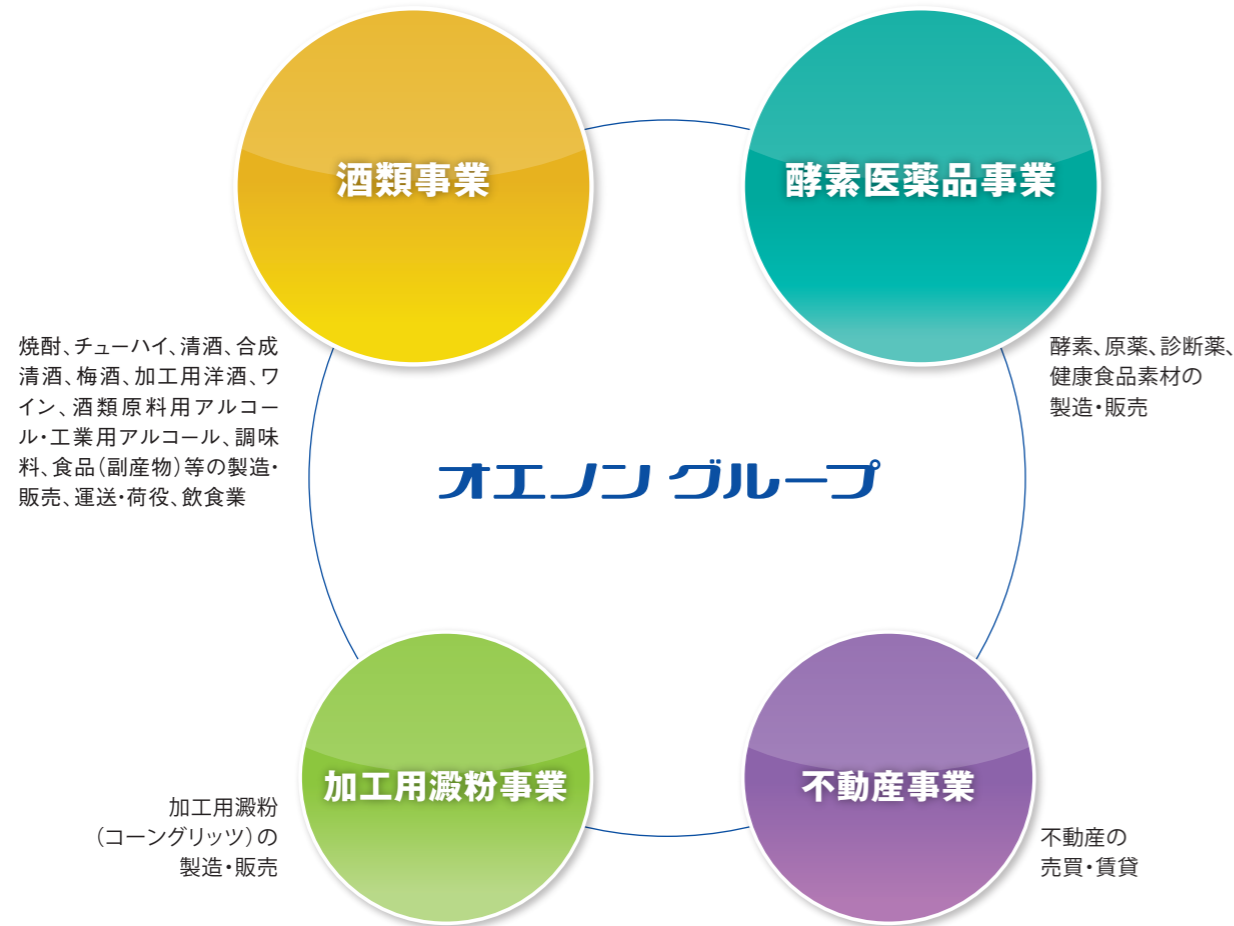 酒類事業
焼酎、チューハイ、清酒、合成
清酒、梅酒、加工用洋酒、ワ
イン、酒類原料用アルコー
ル・工業用アルコール、調味
料、食品（副産物）等の製造・
販売、運送・荷役、飲食業
酵素医薬品事業
酵素、原薬、診断薬、
健康食品素材の
製造・販売
オエノン グループ
加工用澱粉事業
加工用澱粉
（コーングリッツ）の
製造・販売
不動産事業
不動産の
売買・賃貸